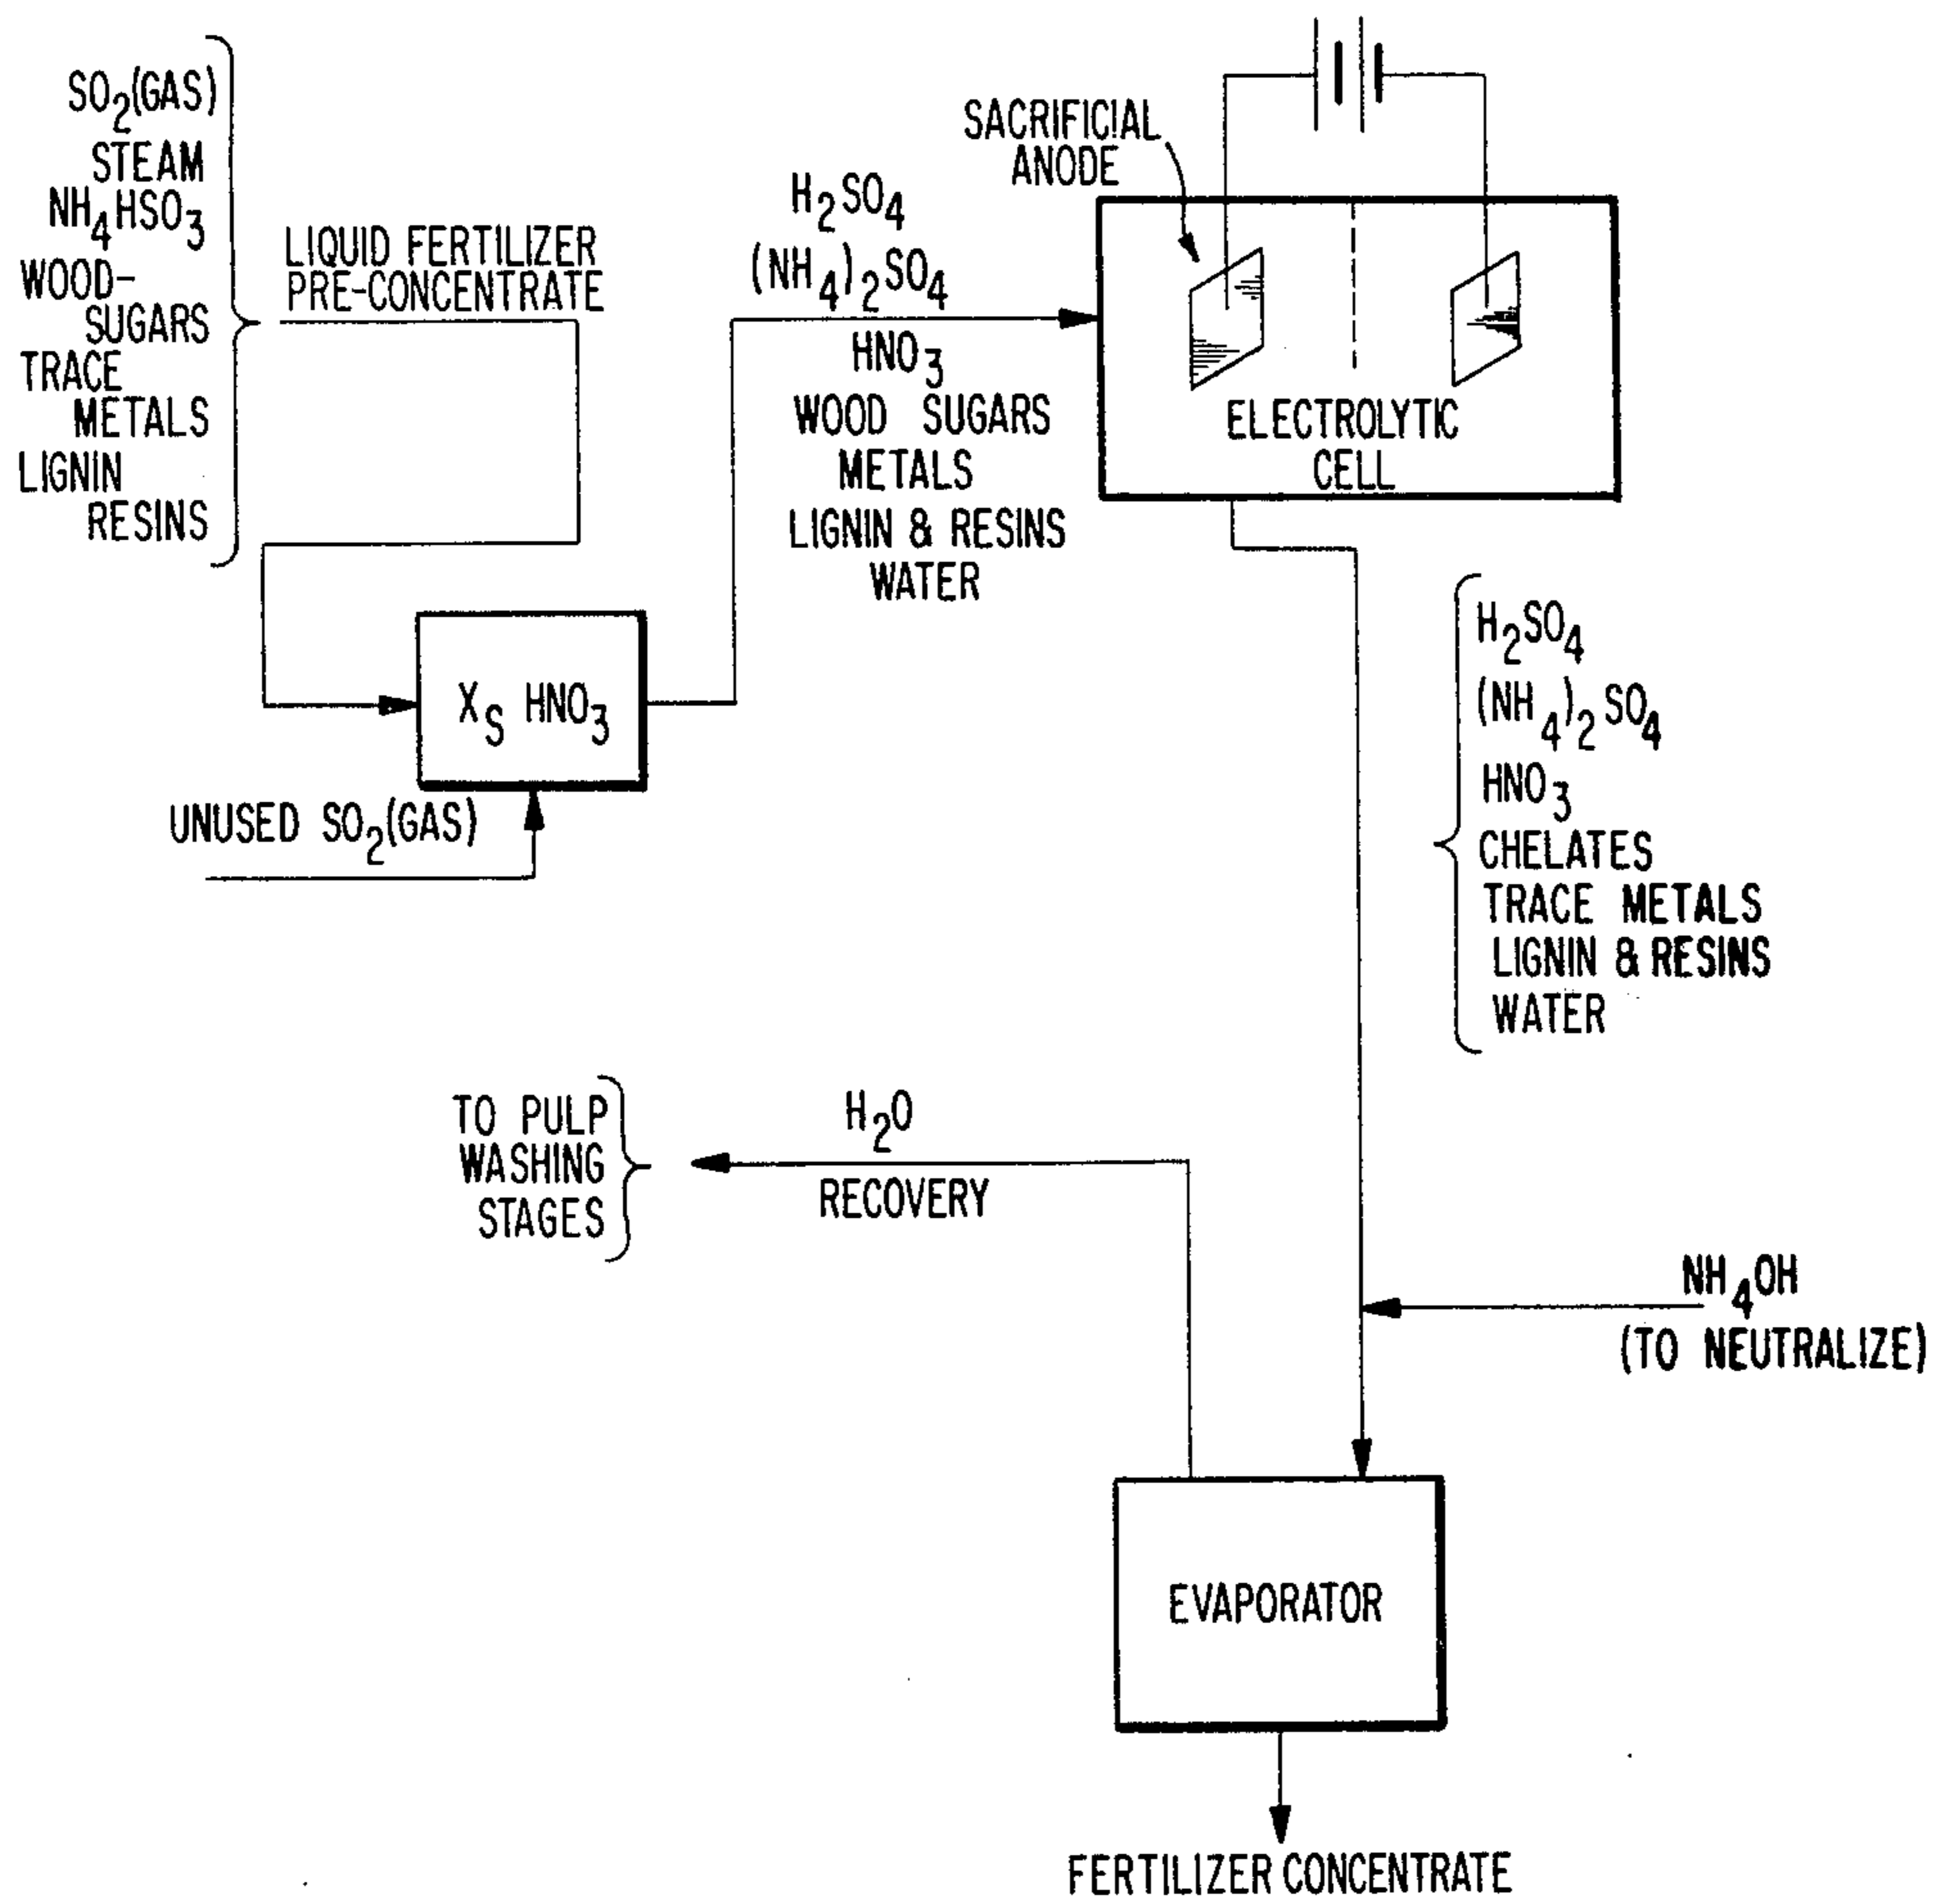 SO2(GAS)
STEAM
NH4HSO3
WOOD-
SUGARS
TRACE
METALS
LIGNIN
RESINS
LIQUID FERTILIZER
PRE-CONCENTRATE
XS HNO3
UNUSED SO2(GAS)
H2SO4
(NH4)2SO4
HNO3
WOOD SUGARS
METALS
LIGNIN & RESINS
WATER
SACRIFICIAL
ANODE
ELECTROLYTIC
CELL
H2SO4
(NH4)2SO4
HNO3
CHELATES
TRACE METALS
LIGNIN & RESINS
WATER
TO PULP
WASHING
STAGES
H2O
RECOVERY
NH4OH
(TO NEUTRALIZE)
EVAPORATOR
FERTILIZER CONCENTRATE